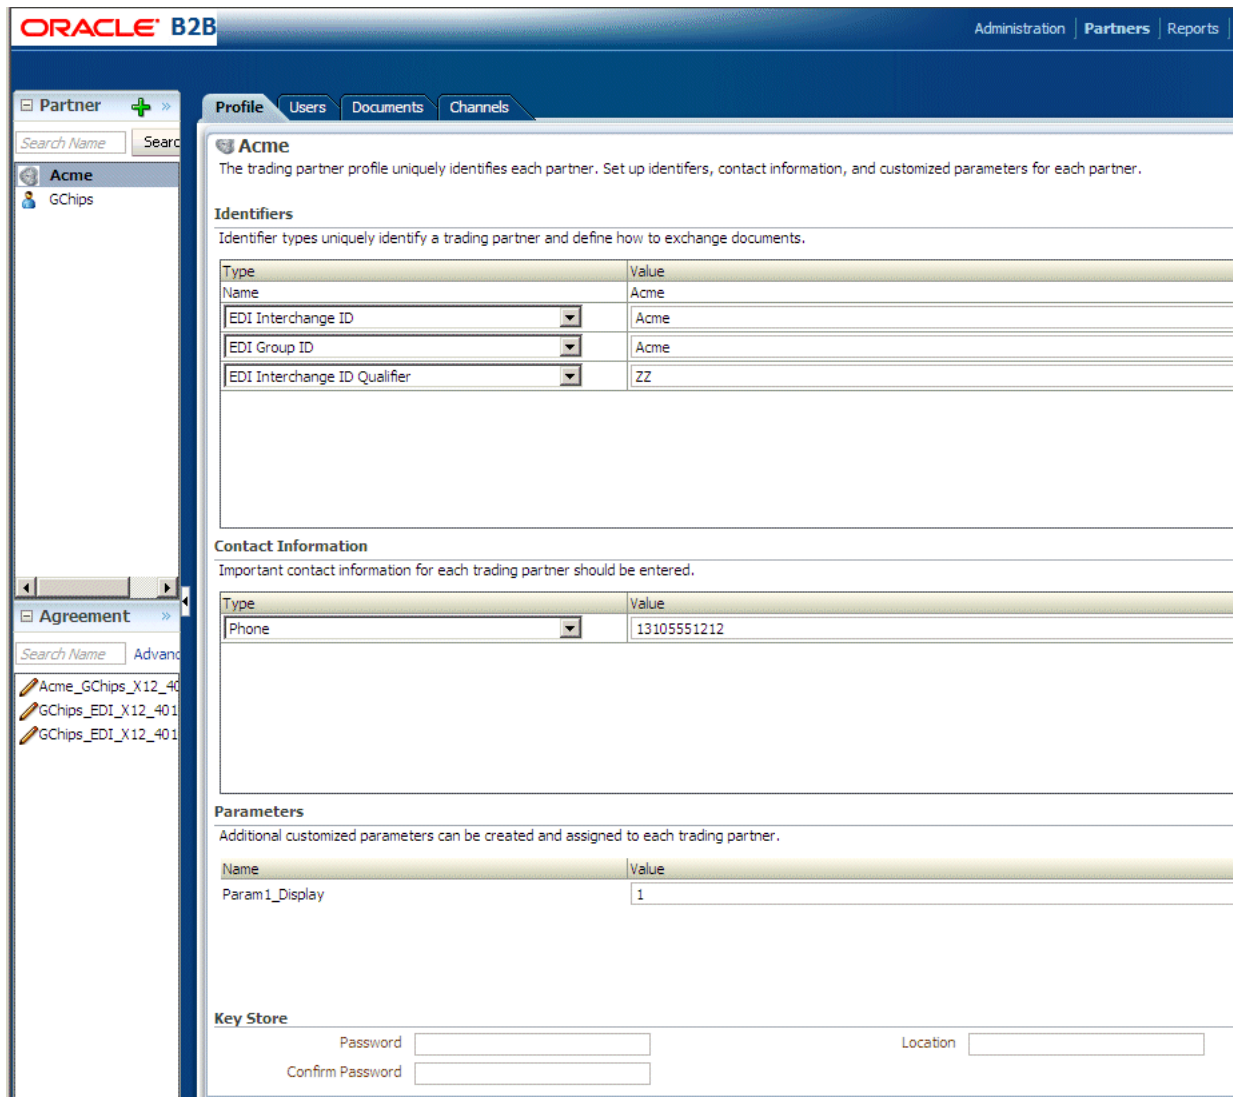 ORACLE B2B
Administration Partners Reports
Partner
Search Name Searc
Acme
GChips
Agreement
Search Name Advanc
Acme_GChips_X12_40
GChips_EDI_X12_401
GChips_EDI_X12_401
Profile Users Documents Channels
Acme
The trading partner profile uniquely identifies each partner. Set up identifers, contact information, and customized parameters for each partner.
Identifiers
Identifier types uniquely identify a trading partner and define how to exchange documents.
Type Value
Name Acme
EDI Interchange ID Acme
EDI Group ID Acme
EDI Interchange ID Qualifier ZZ
Contact Information
Important contact information for each trading partner should be entered.
Type Value
Phone 13105551212
Parameters
Additional customized parameters can be created and assigned to each trading partner.
Name Value
Param1_Display 1
Key Store
Password Location
Confirm Password